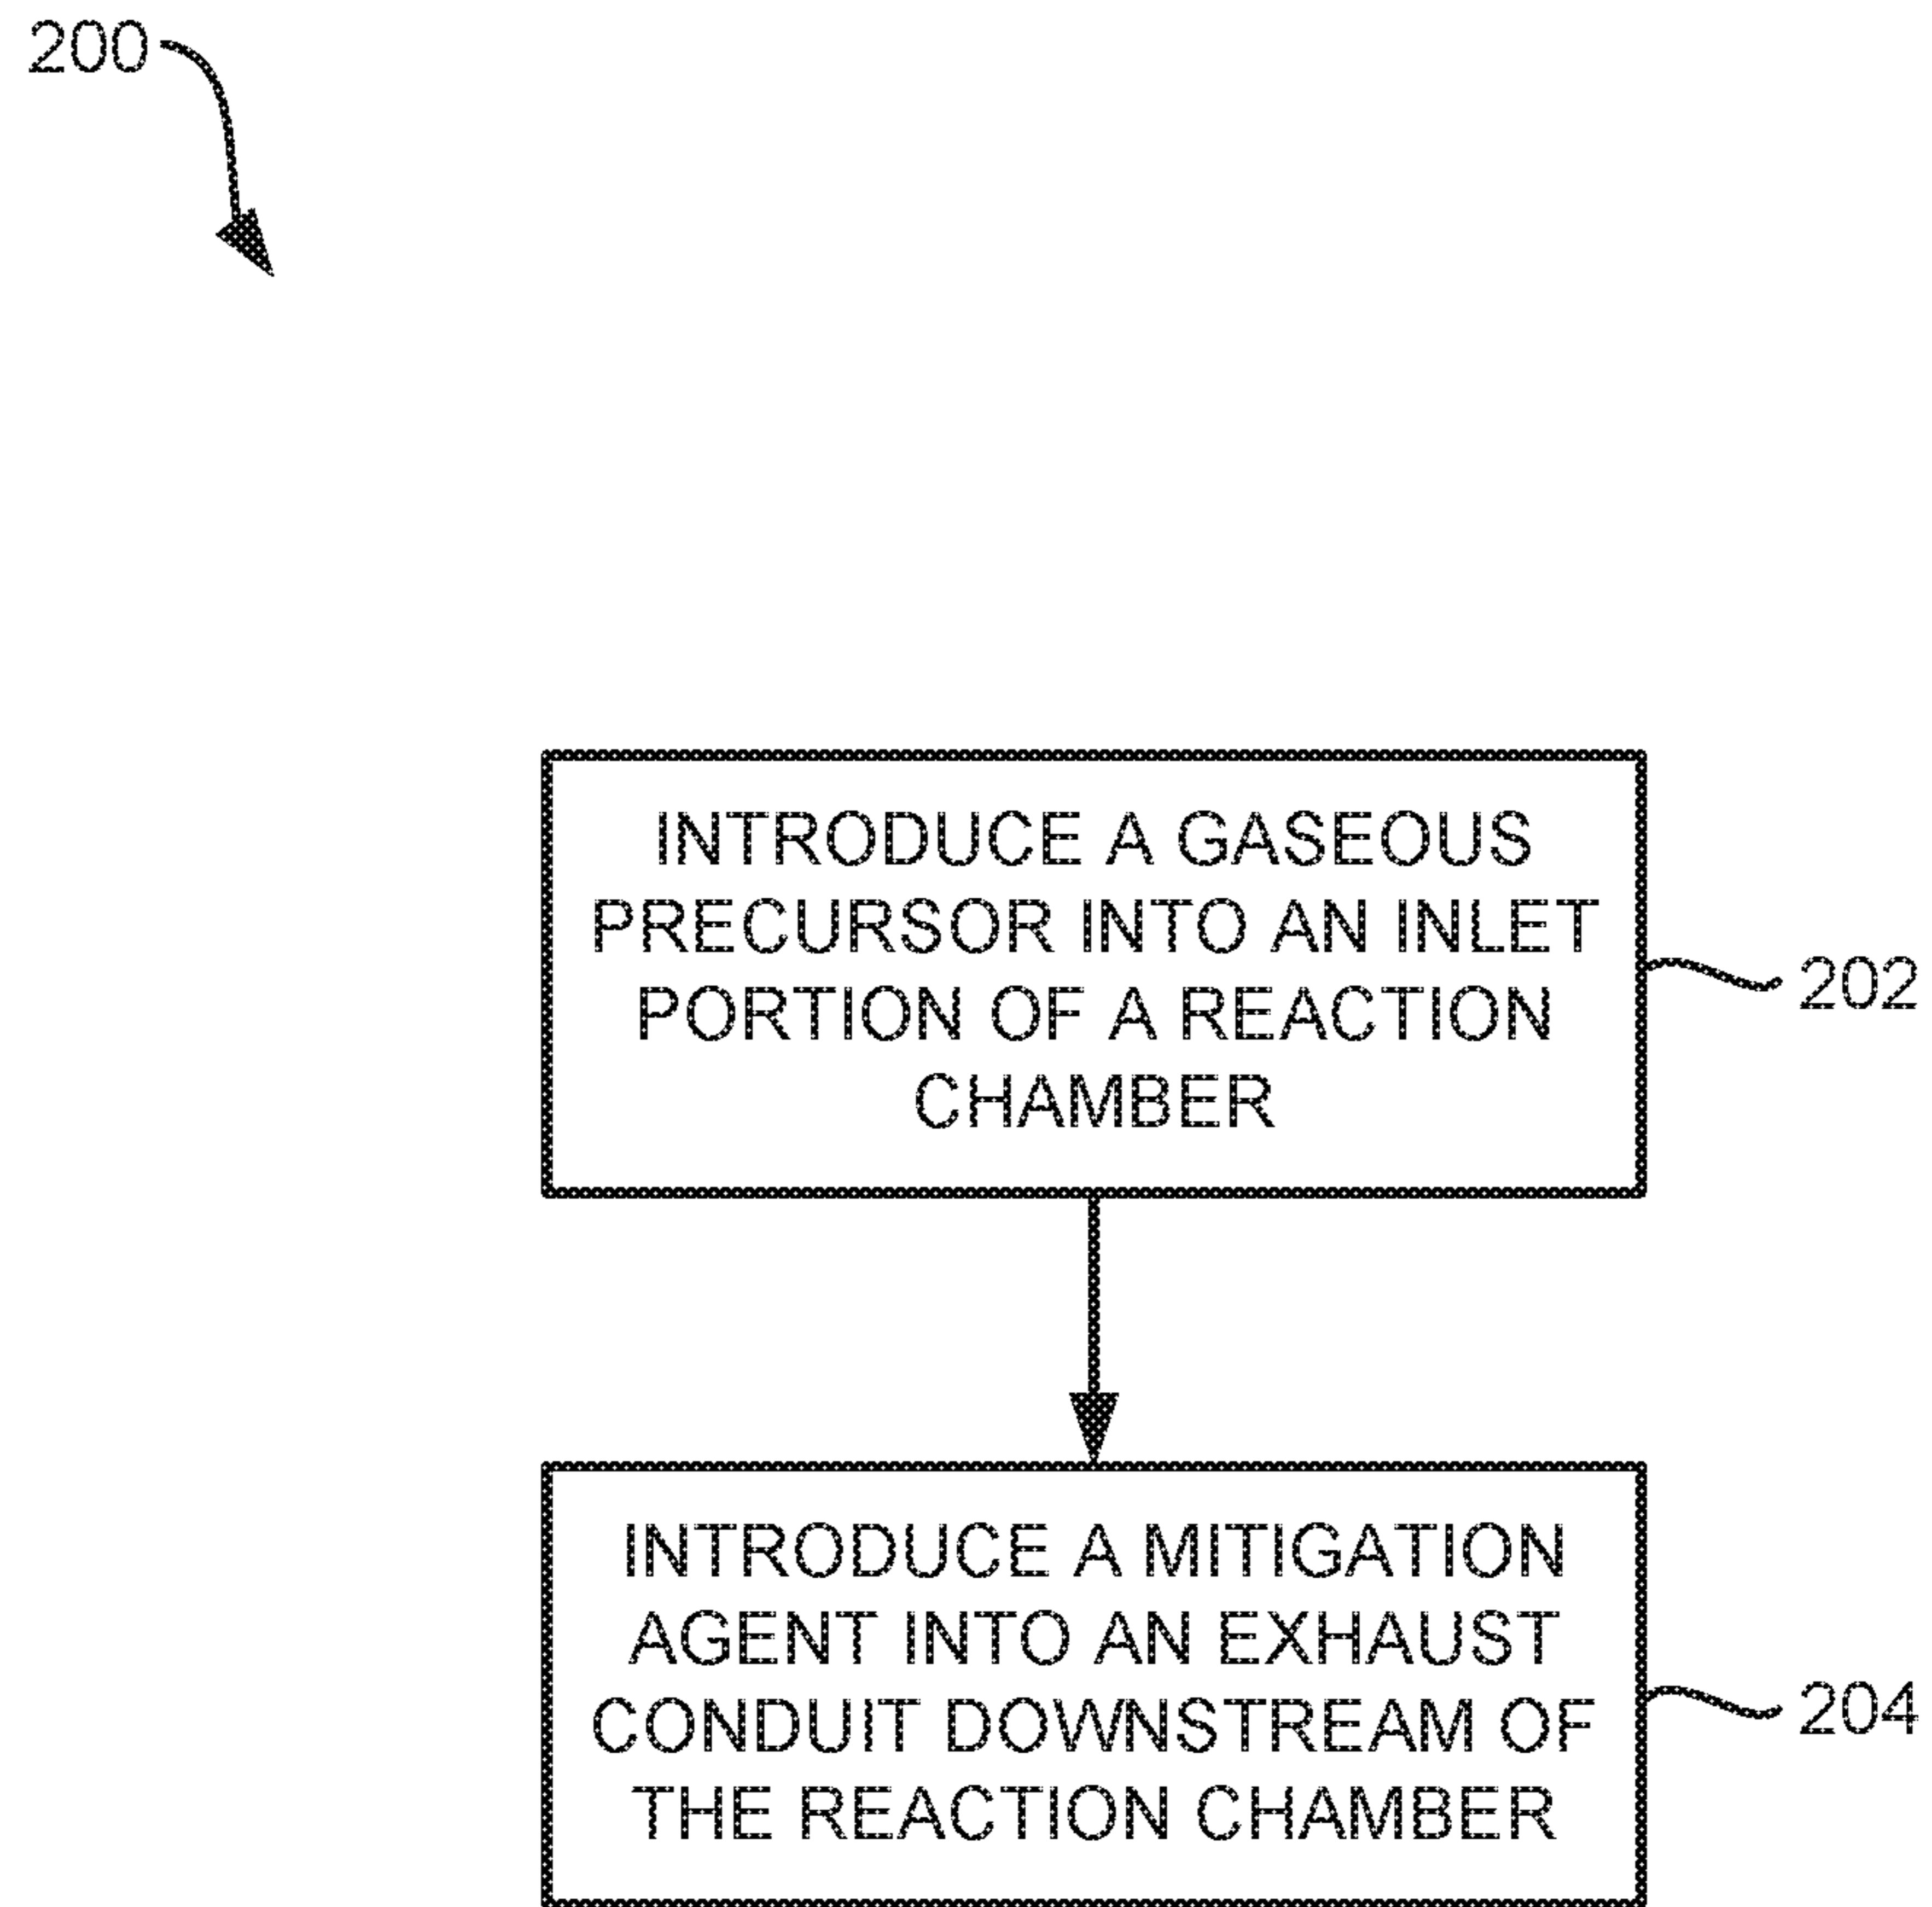 200
INTRODUCE A GASEOUS
PRECURSOR INTO AN INLET
PORTION OF A REACTION
CHAMBER
202
INTRODUCE A MITIGATION
AGENT INTO AN EXHAUST
CONDUIT DOWNSTREAM OF
THE REACTION CHAMBER
204